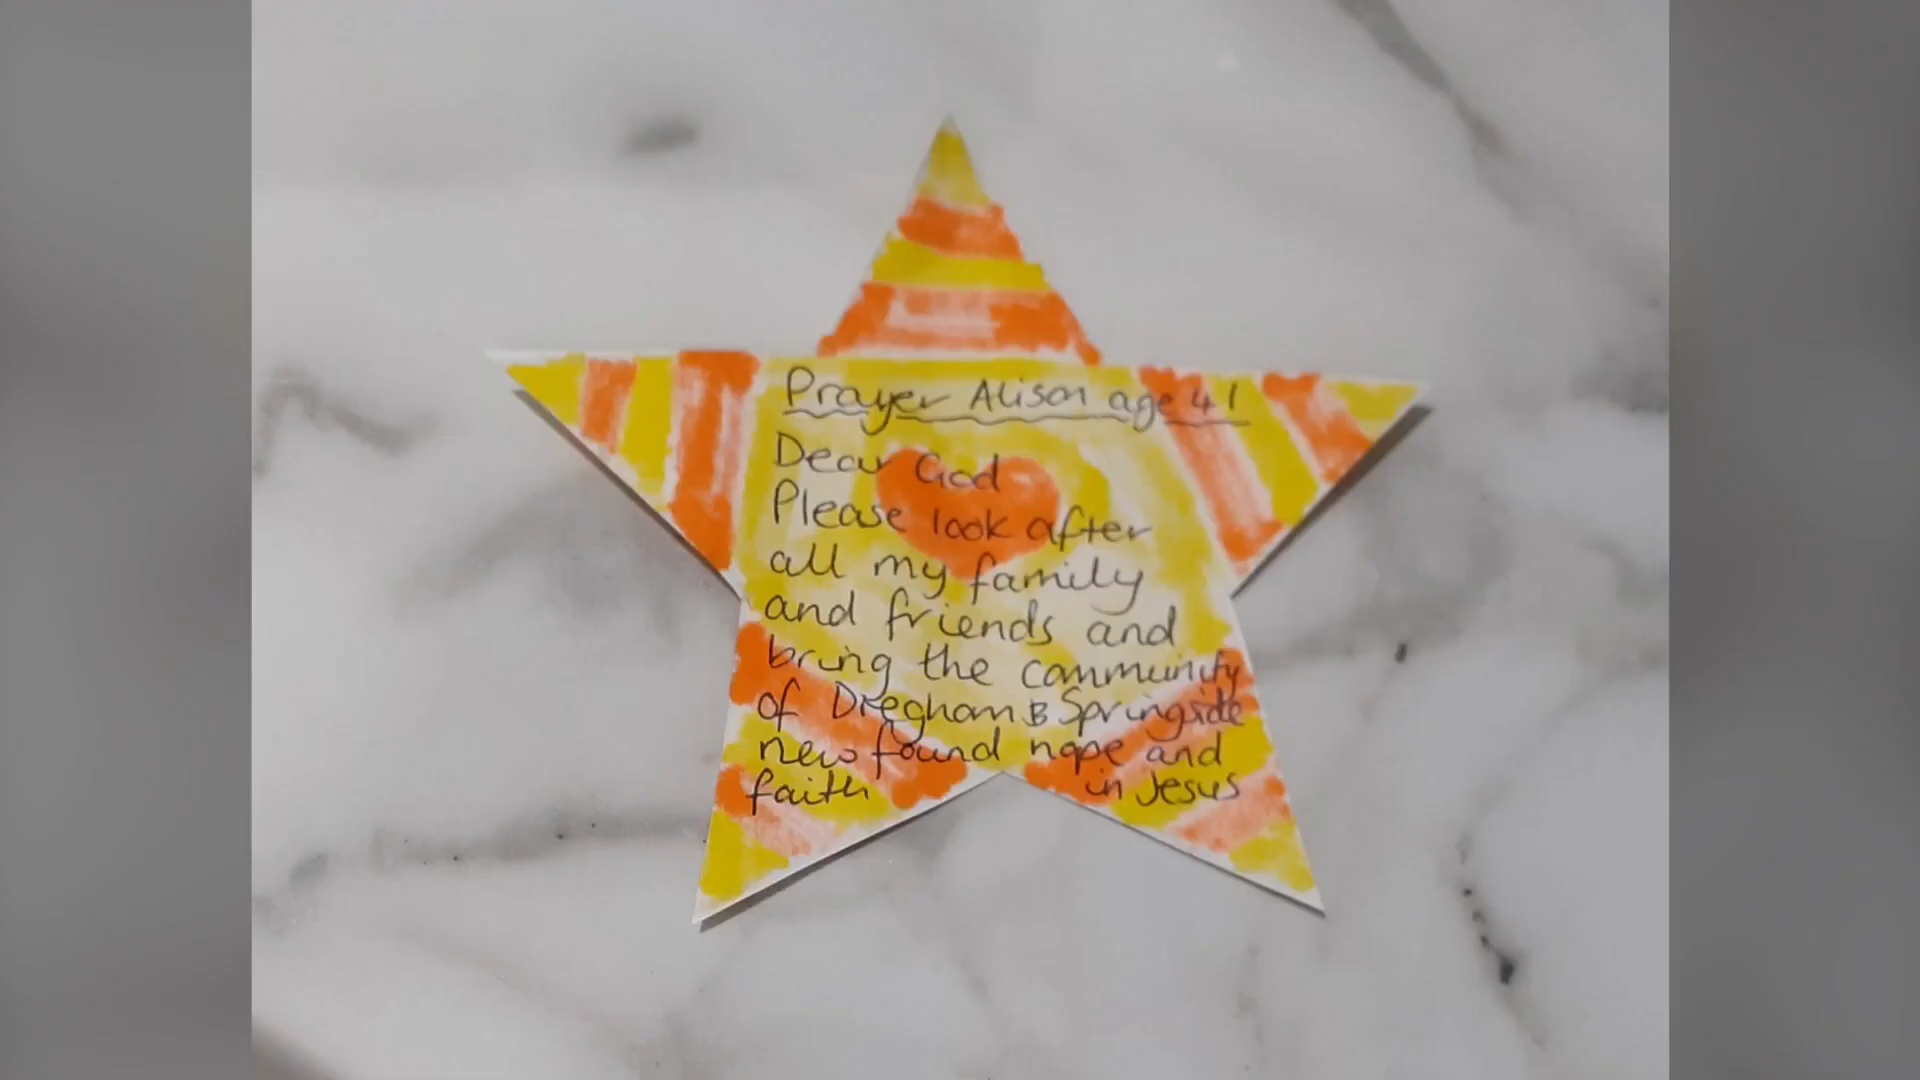 Prayer Alison age 41
Dear God
Please look after
all my family
and friends and
bring the community
of Dreghorn & Springside
new found hope and
faith in Jesus